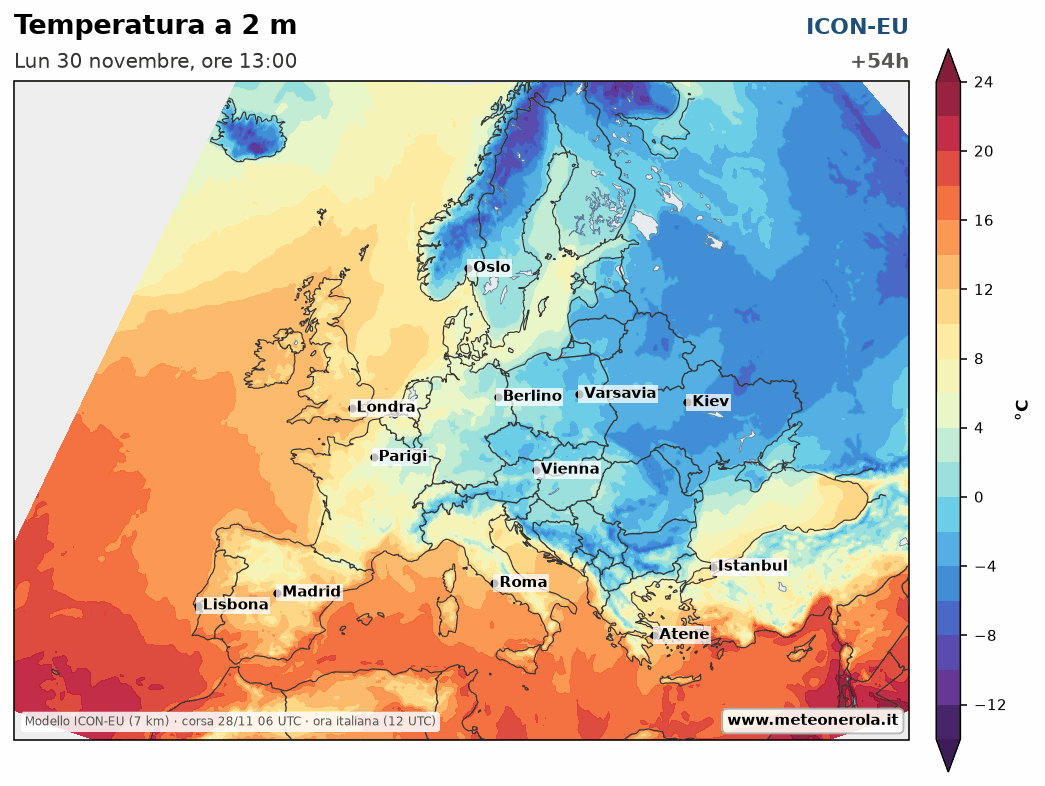 Temperatura a 2 m
ICON-EU
Lun 30 novembre, ore 13:00
+54h
24
20
16
12
8
4
0
−4
−8
−12
°C
Oslo
Berlino
Varsavia
Kiev
Londra
Parigi
Vienna
Istanbul
Roma
Madrid
Lisbona
Atene
Modello ICON-EU (7 km) · corsa 28/11 06 UTC · ora italiana (12 UTC)
www.meteonerola.it